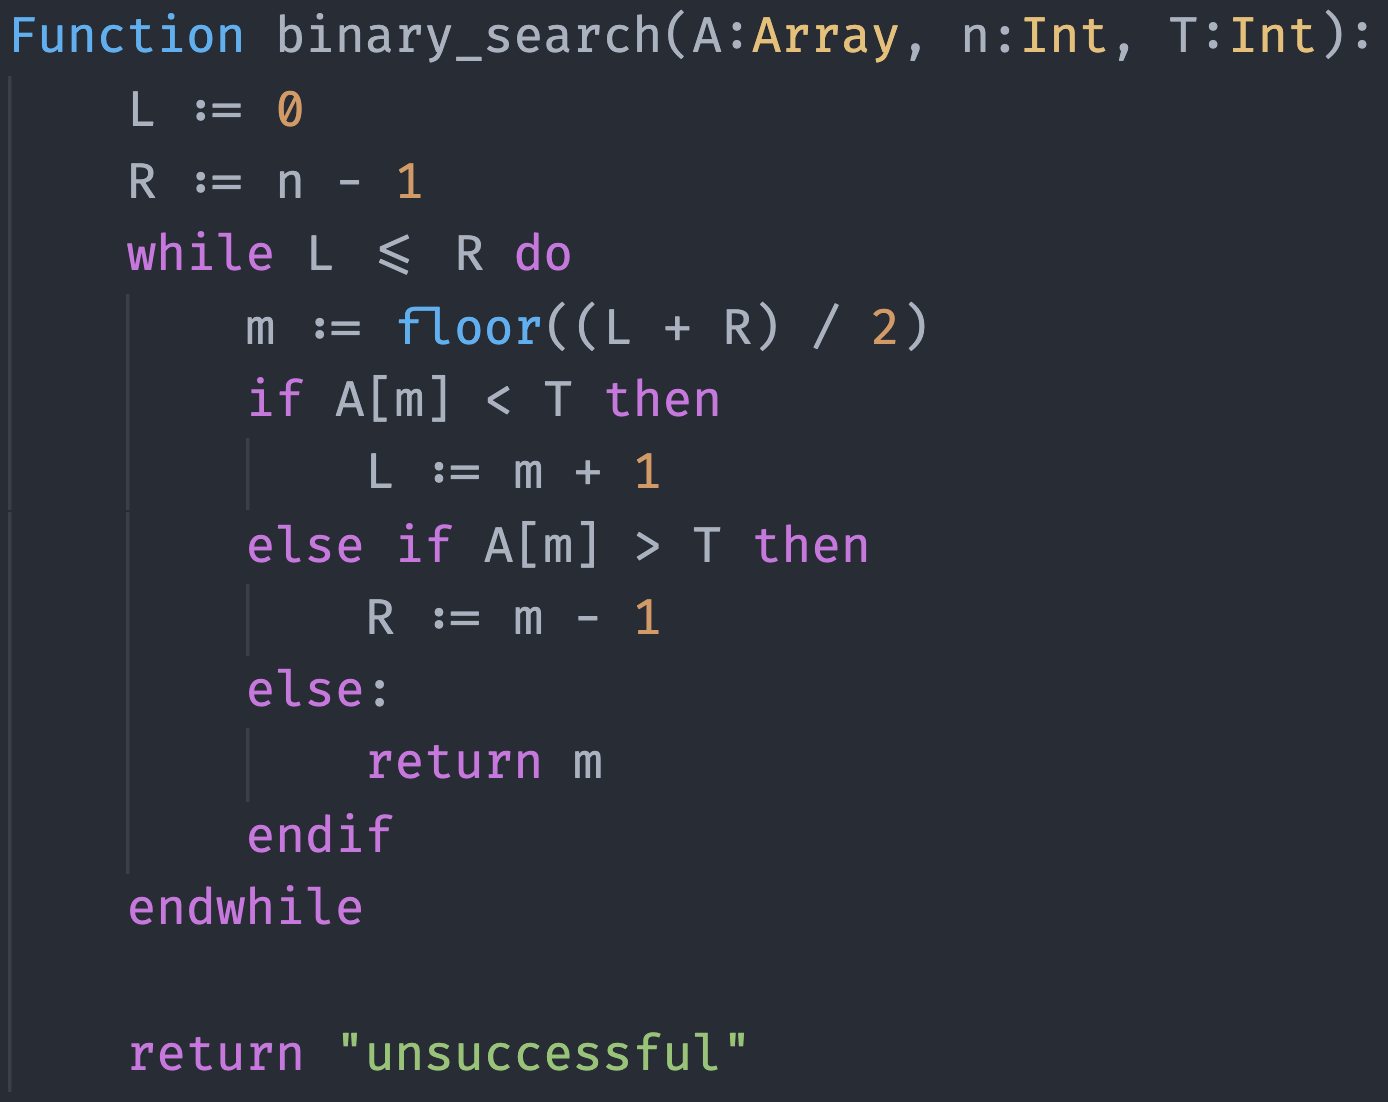 Function binary_search(A:Array, n:Int, T:Int):
    L := 0
    R := n - 1
    while L ⩽ R do
        m := floor((L + R) / 2)
        if A[m] < T then
            L := m + 1
        else if A[m] > T then
            R := m - 1
        else:
            return m
        endif
    endwhile

    return "unsuccessful"